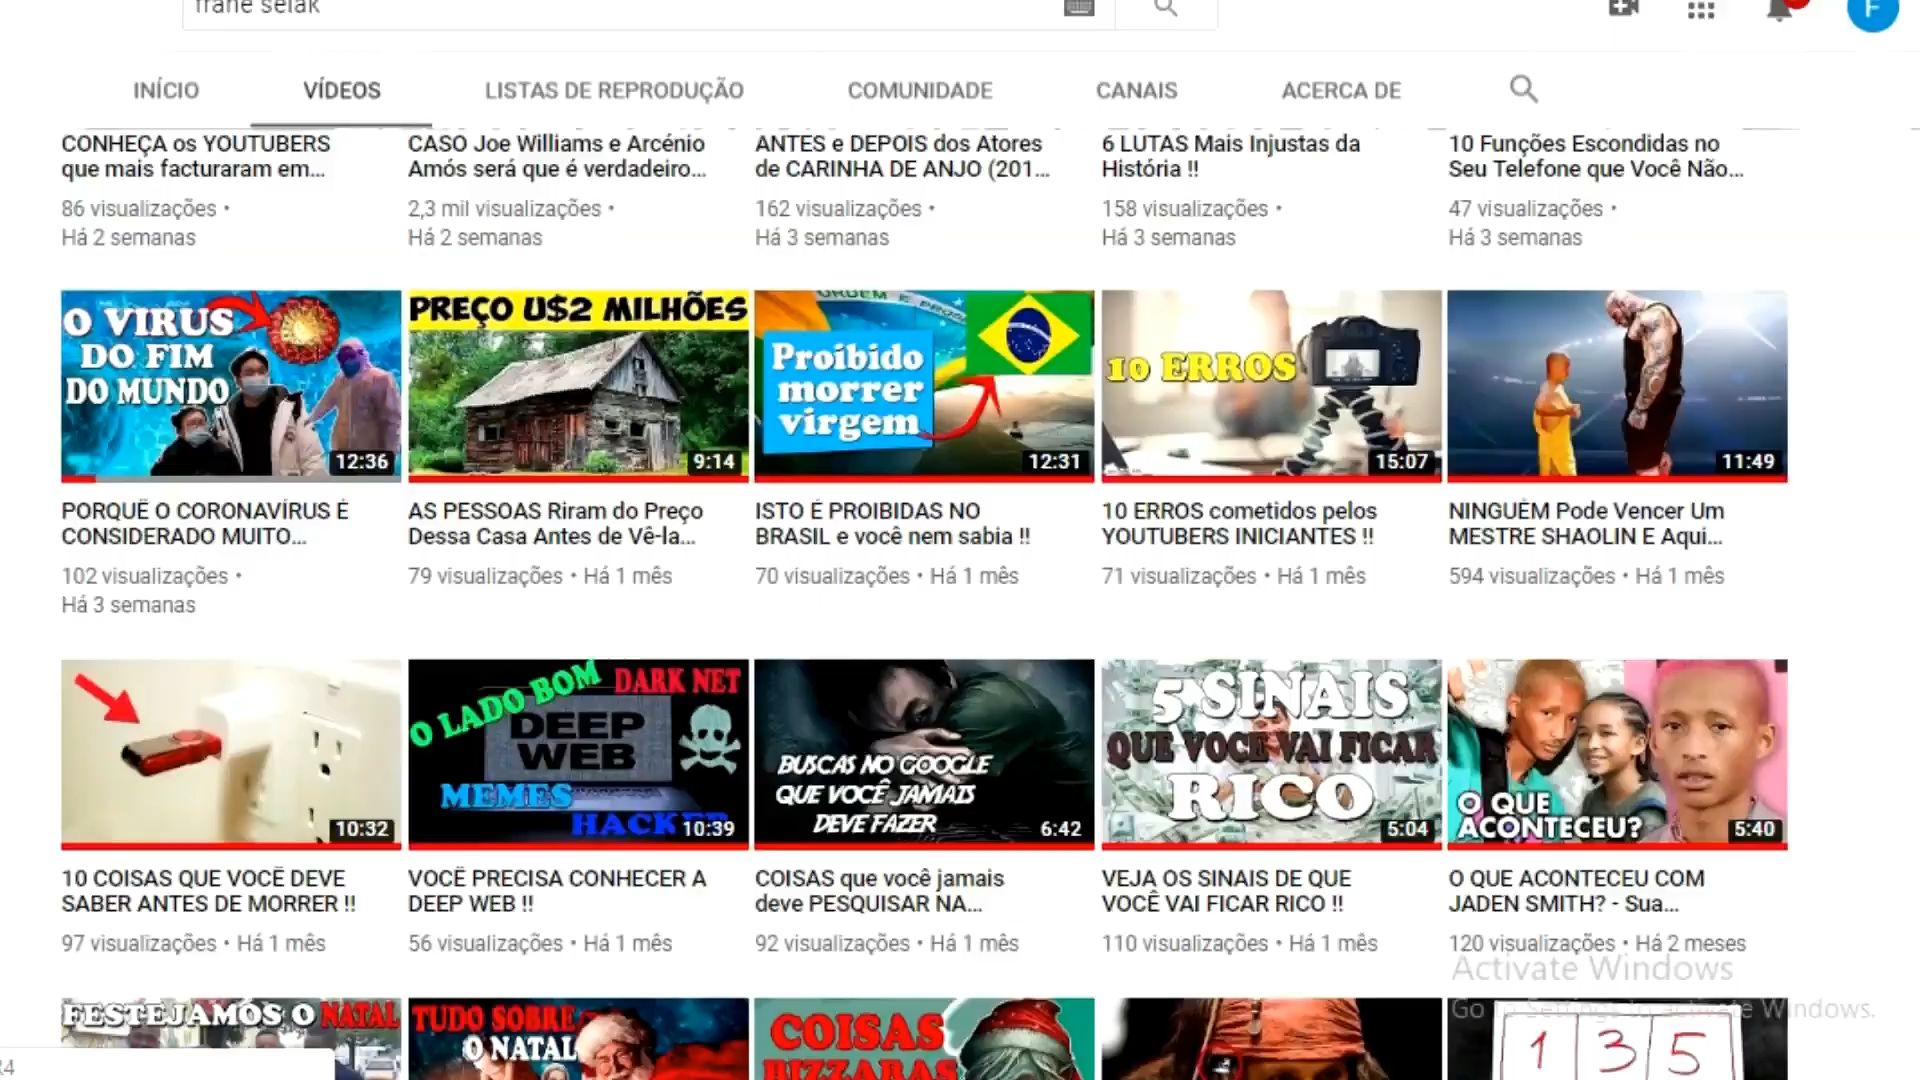 frane selak
F
INÍCIO VÍDEOS LISTAS DE REPRODUÇÃO COMUNIDADE CANAIS ACERCA DE
CONHEÇA os YOUTUBERS
que mais facturaram em...
86 visualizações •
Há 2 semanas
CASO Joe Williams e Arcénio
Amós será que é verdadeiro...
2,3 mil visualizações •
Há 2 semanas
ANTES e DEPOIS dos Atores
de CARINHA DE ANJO (201...
162 visualizações •
Há 3 semanas
6 LUTAS Mais Injustas da
História !!
158 visualizações •
Há 3 semanas
10 Funções Escondidas no
Seu Telefone que Você Não...
47 visualizações •
Há 3 semanas
O VIRUS
DO FIM
DO MUNDO
12:36
PORQUÊ O CORONAVÍRUS É
CONSIDERADO MUITO...
102 visualizações •
Há 3 semanas
PREÇO U$2 MILHÕES
9:14
AS PESSOAS Riram do Preço
Dessa Casa Antes de Vê-la...
79 visualizações • Há 1 mês
Proibido
morrer
virgem
12:31
ISTO É PROIBIDAS NO
BRASIL e você nem sabia !!
70 visualizações • Há 1 mês
10 ERROS
15:07
10 ERROS cometidos pelos
YOUTUBERS INICIANTES !!
71 visualizações • Há 1 mês
11:49
NINGUÉM Pode Vencer Um
MESTRE SHAOLIN E Aqui...
594 visualizações • Há 1 mês
10:32
10 COISAS QUE VOCÊ DEVE
SABER ANTES DE MORRER !!
97 visualizações • Há 1 mês
O LADO BOM DARK NET
DEEP
WEB
MEMES
HACKER
10:39
VOCÊ PRECISA CONHECER A
DEEP WEB !!
56 visualizações • Há 1 mês
BUSCAS NO GOOGLE
QUE VOCÊ JAMAIS
DEVE FAZER
6:42
COISAS que você jamais
deve PESQUISAR NA...
92 visualizações • Há 1 mês
5 SINAIS
QUE VOCE VAI FICAR
RICO
5:04
VEJA OS SINAIS DE QUE
VOCÊ VAI FICAR RICO !!
110 visualizações • Há 1 mês
O QUE
ACONTECEU?
5:40
O QUE ACONTECEU COM
JADEN SMITH? - Sua...
120 visualizações • Há 2 meses
Activate Windows
Go to Settings to activate Windows.
FESTEJAMOS O NATAL
TUDO SOBRE
O NATAL
COISAS
BIZZARAS
1 3 5